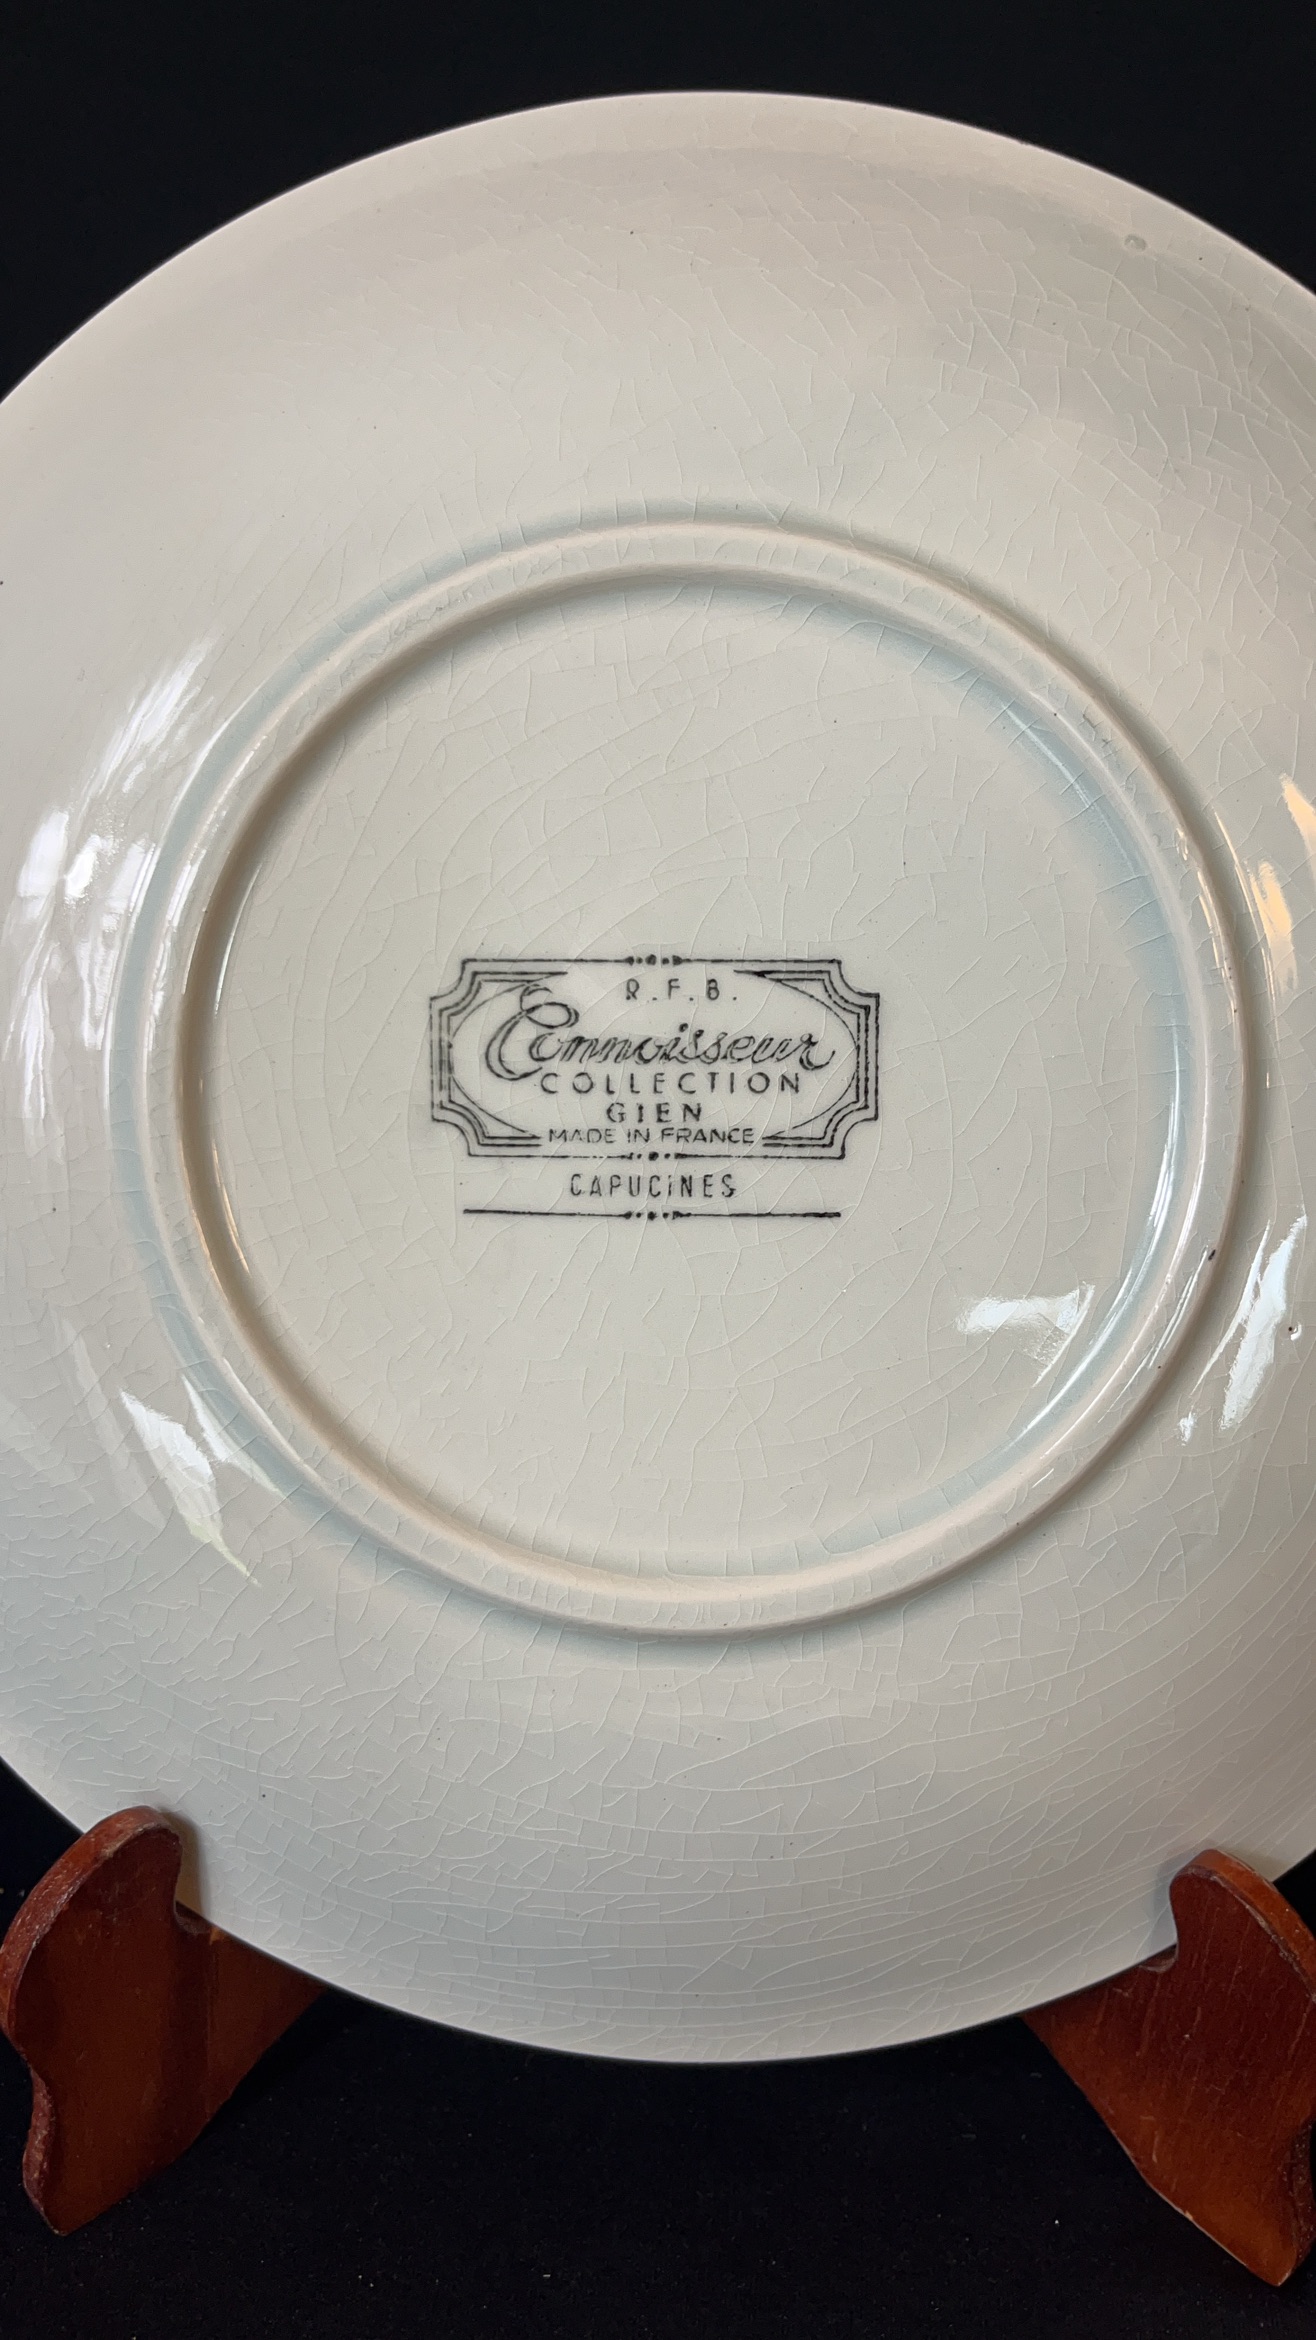 R.F.B.
Connoisseur
COLLECTION
GIEN
MADE IN FRANCE
CAPUCINES